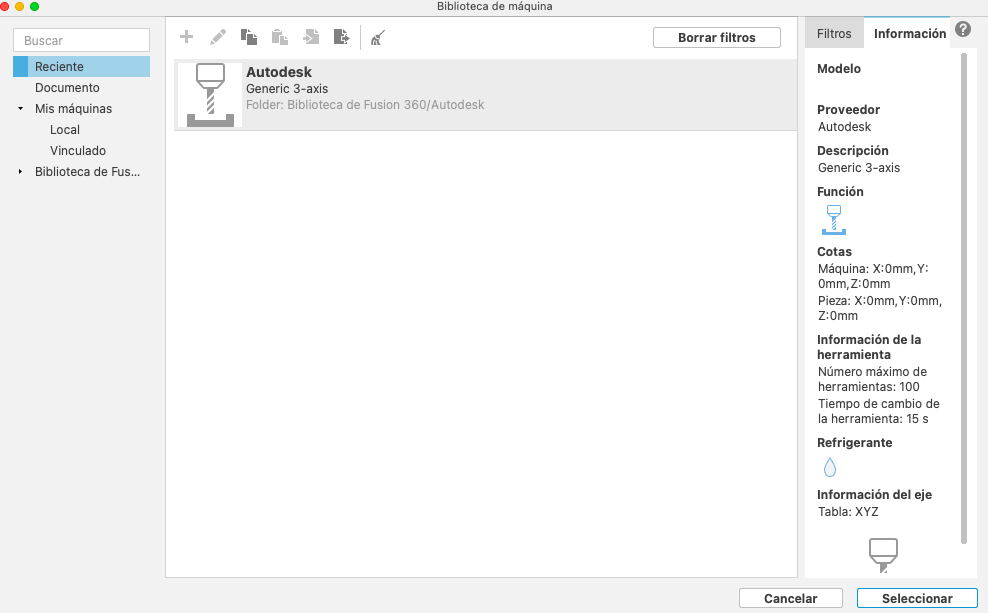 Biblioteca de máquina
Buscar
Reciente
Documento
Mis máquinas
Local
Vinculado
Biblioteca de Fus...
Borrar filtros
Autodesk
Generic 3-axis
Folder: Biblioteca de Fusion 360/Autodesk
Filtros
Información
?
Modelo
Proveedor
Autodesk
Descripción
Generic 3-axis
Función
Cotas
Máquina: X:0mm,Y:
0mm,Z:0mm
Pieza: X:0mm,Y:0mm,
Z:0mm
Información de la
herramienta
Número máximo de
herramientas: 100
Tiempo de cambio de
la herramienta: 15 s
Refrigerante
Información del eje
Tabla: XYZ
Cancelar
Seleccionar